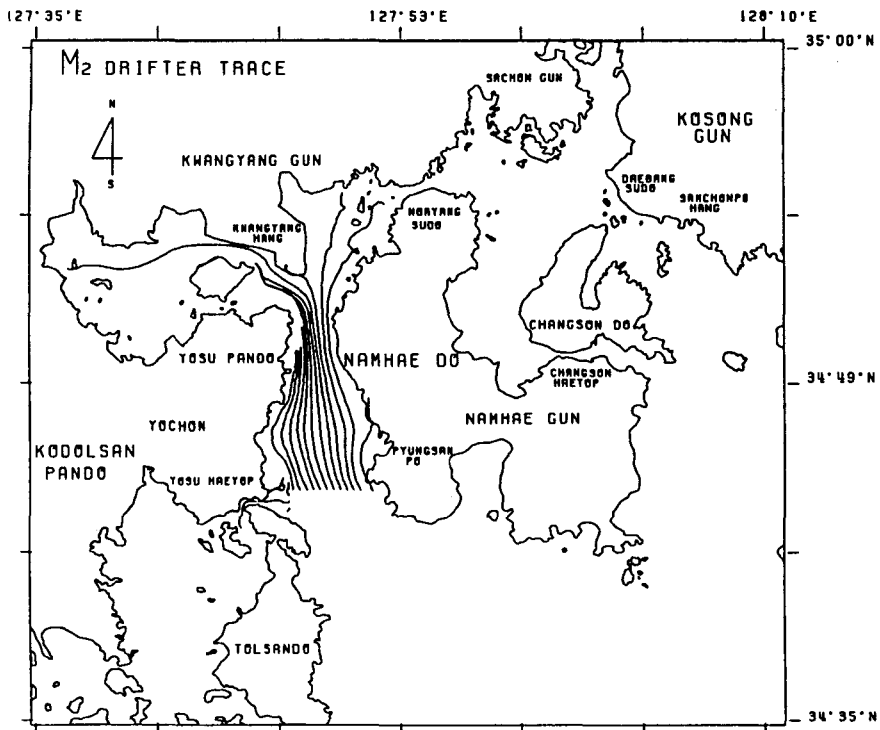 127°35'E
127°53'E
128°10'E
35°00'N
M2 DRIFTER TRACE
N
S
SACHON GUN
KOSONG
GUN
KWANGYANG GUN
DAEBANG
SUDO
SAMCHONPO
HANG
NORYANG
SUDO
KWANGYANG
HANG
CHANGSON DO
YOSU PANDO
NAMHAE DO
CHANGSON
HAETOP
34°49'N
NAMHAE GUN
YOCHON
KODOLSAN
PANDO
PYUNGSAN
PO
YOSU HAETOP
TOLSANDO
34°35'N